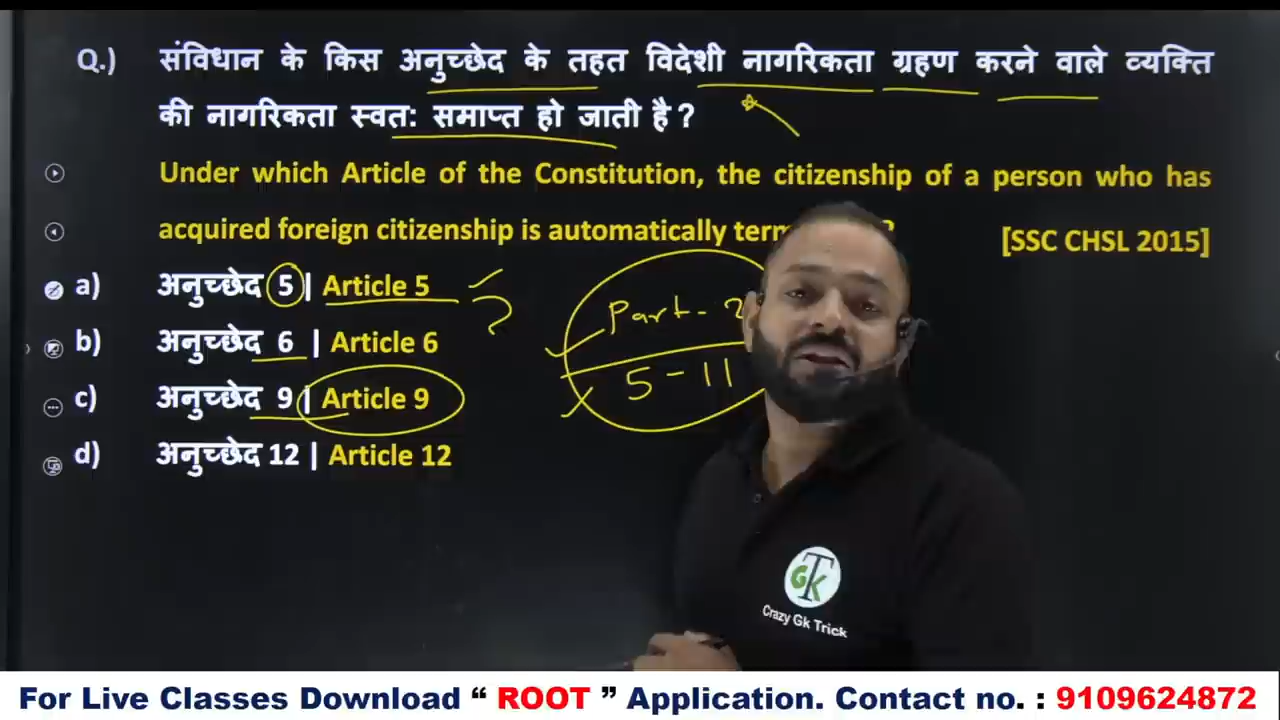 Q.) संविधान के किस अनुच्छेद के तहत विदेशी नागरिकता ग्रहण करने वाले व्यक्ति
की नागरिकता स्वत: समाप्त हो जाती है ?
Under which Article of the Constitution, the citizenship of a person who has
acquired foreign citizenship is automatically term
[SSC CHSL 2015]
a) अनुच्छेद 5 | Article 5
b) अनुच्छेद 6 | Article 6
c) अनुच्छेद 9 | Article 9
d) अनुच्छेद 12 | Article 12
Part - 2
5 - 11
GTK
Crazy Gk Trick
For Live Classes Download “ ROOT ” Application. Contact no. : 9109624872